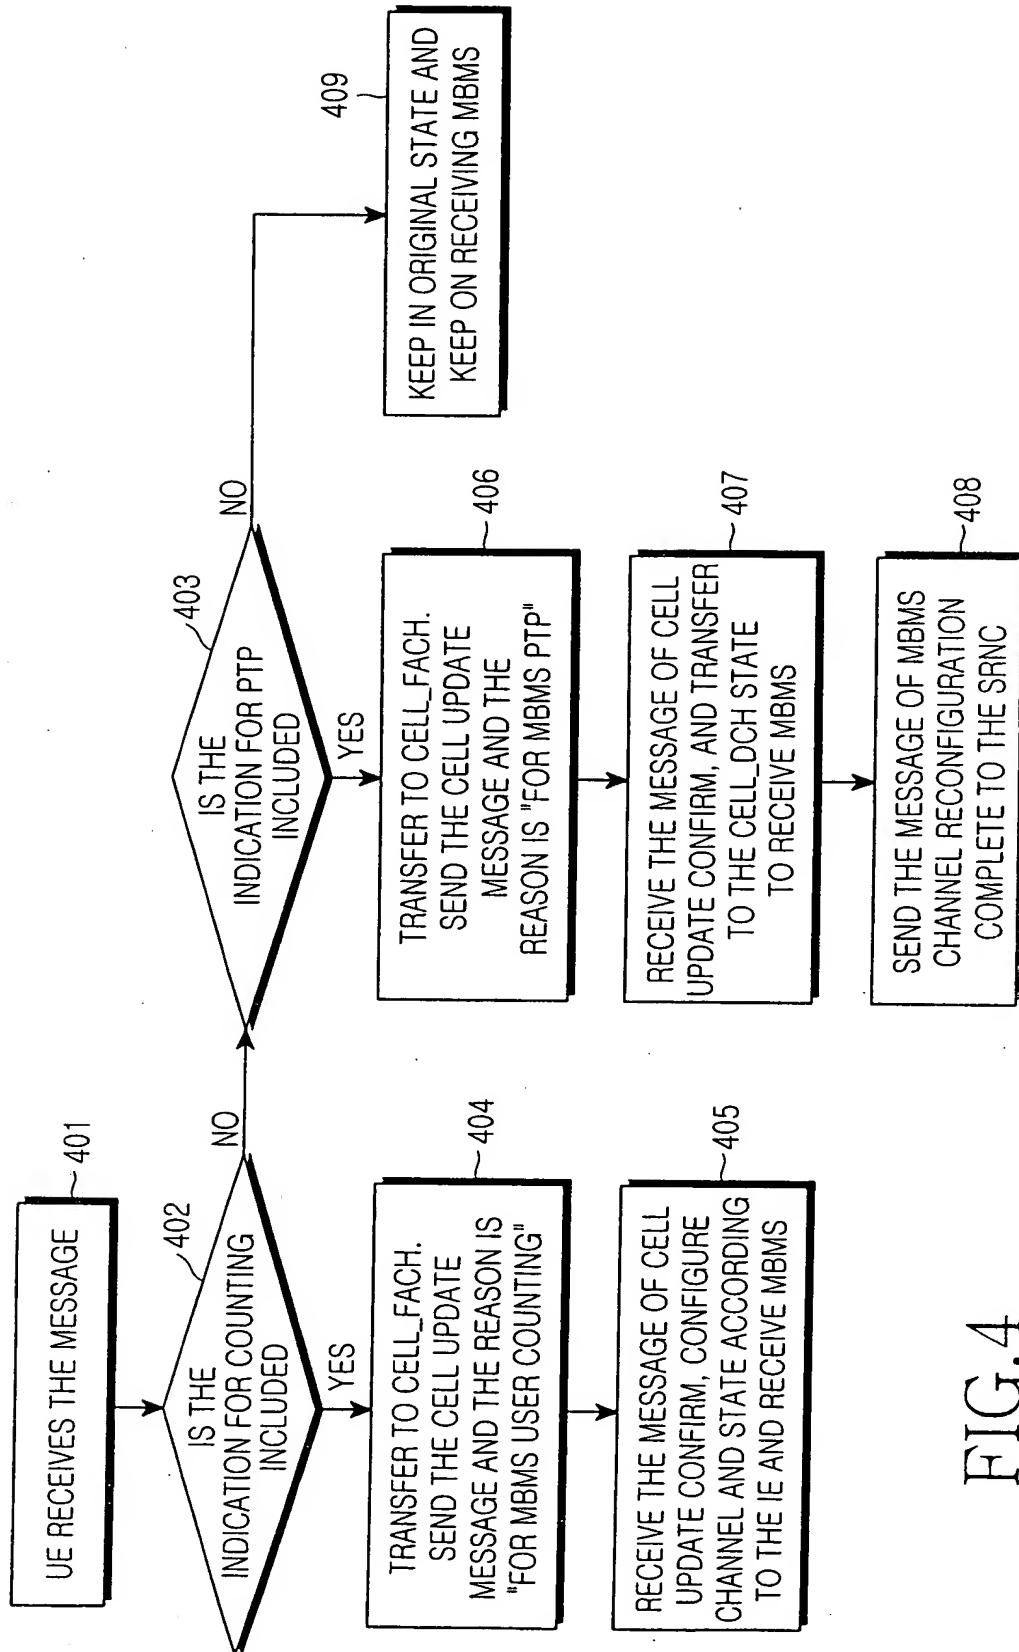 UE RECEIVES THE MESSAGE
401
402
IS THE
INDICATION FOR COUNTING
INCLUDED
NO
YES
403
IS THE
INDICATION FOR PTP
INCLUDED
NO
YES
404
TRANSFER TO CELL_FACH.
SEND THE CELL UPDATE
MESSAGE AND THE REASON IS
"FOR MBMS USER COUNTING"
405
RECEIVE THE MESSAGE OF CELL
UPDATE CONFIRM, CONFIGURE
CHANNEL AND STATE ACCORDING
TO THE IE AND RECEIVE MBMS
406
TRANSFER TO CELL_FACH.
SEND THE CELL UPDATE
MESSAGE AND THE
REASON IS "FOR MBMS PTP"
407
RECEIVE THE MESSAGE OF CELL
UPDATE CONFIRM, AND TRANSFER
TO THE CELL_DCH STATE
TO RECEIVE MBMS
408
SEND THE MESSAGE OF MBMS
CHANNEL RECONFIGURATION
COMPLETE TO THE SRNC
409
KEEP IN ORIGINAL STATE AND
KEEP ON RECEIVING MBMS
FIG.4